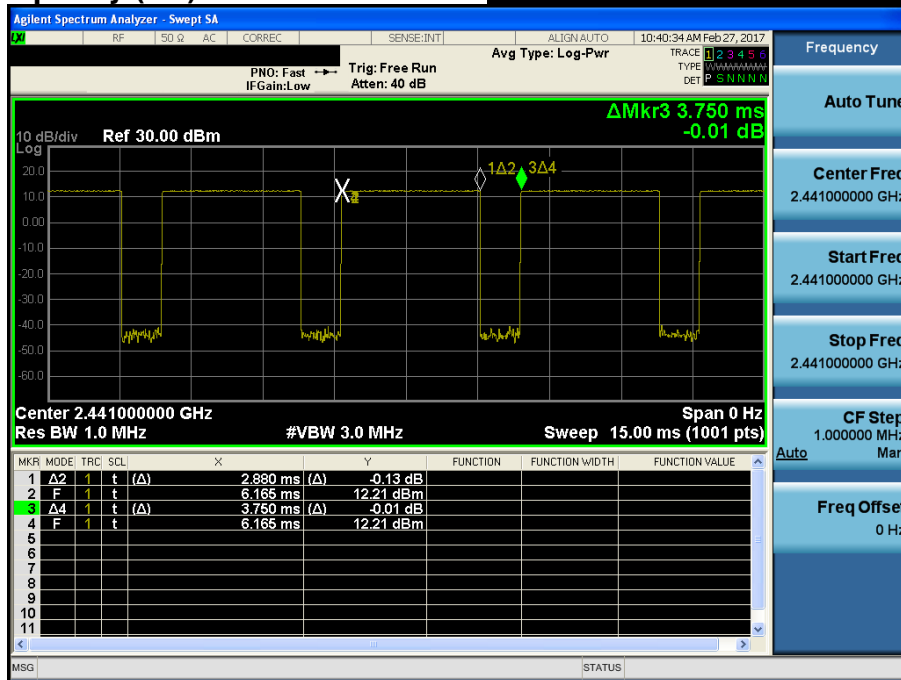 Agilent Spectrum Analyzer - Swept SA
LXI RF 50 Ω AC CORREC SENSE:INT ALIGN AUTO 10:40:34 AM Feb 27, 2017
Avg Type: Log-Pwr TRACE 1 2 3 4 5 6
PNO: Fast Trig: Free Run TYPE WWWWWW
IFGain:Low Atten: 40 dB DET P S N N N N
ΔMkr3 3.750 ms
10 dB/div Ref 30.00 dBm -0.01 dB
Log
20.0
10.0
0.00
-10.0
-20.0
-30.0
-40.0
-50.0
-60.0
1Δ2 3Δ4
Center 2.441000000 GHz Span 0 Hz
Res BW 1.0 MHz #VBW 3.0 MHz Sweep 15.00 ms (1001 pts)
MKR MODE TRC SCL X Y FUNCTION FUNCTION WIDTH FUNCTION VALUE
1 Δ2 1 t (Δ) 2.880 ms (Δ) -0.13 dB
2 F 1 t 6.165 ms 12.21 dBm
3 Δ4 1 t (Δ) 3.750 ms (Δ) -0.01 dB
4 F 1 t 6.165 ms 12.21 dBm
5
6
7
8
9
10
11
MSG STATUS
Frequency
Auto Tune
Center Freq
2.441000000 GHz
Start Freq
2.441000000 GHz
Stop Freq
2.441000000 GHz
CF Step
1.000000 MHz
Auto Man
Freq Offset
0 Hz